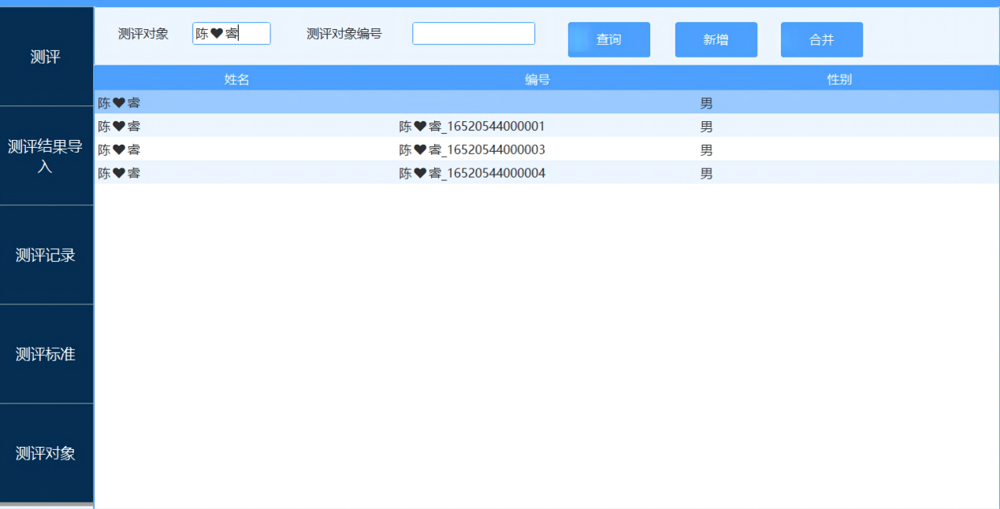 测评
测评结果导
入
测评记录
测评标准
测评对象
测评对象 陈❤睿 测评对象编号 查询 新增 合并
姓名 编号 性别
陈❤睿 男
陈❤睿 陈❤睿_16520544000001 男
陈❤睿 陈❤睿_16520544000003 男
陈❤睿 陈❤睿_16520544000004 男